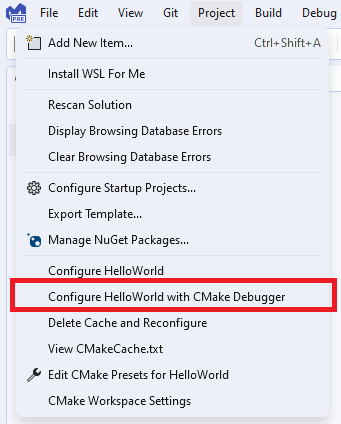 PRE File Edit View Git Project Build Debug
Add New Item... Ctrl+Shift+A
Install WSL For Me
Rescan Solution
Display Browsing Database Errors
Clear Browsing Database Errors
Configure Startup Projects...
Export Template...
Manage NuGet Packages...
Configure HelloWorld
Configure HelloWorld with CMake Debugger
Delete Cache and Reconfigure
View CMakeCache.txt
Edit CMake Presets for HelloWorld
CMake Workspace Settings